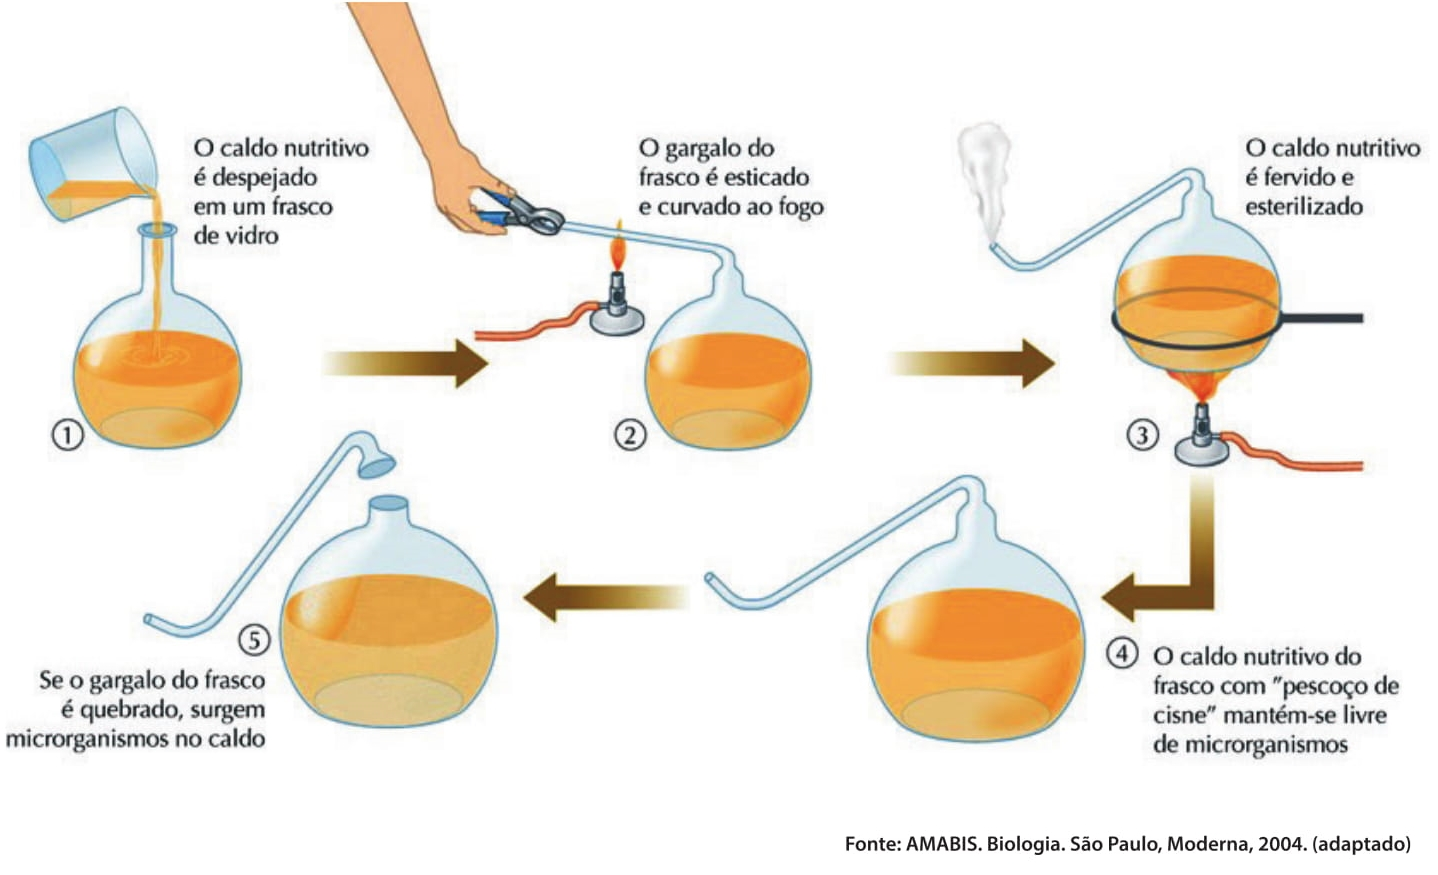 O caldo nutritivo
é despejado
em um frasco
de vidro
1
O gargalo do
frasco é esticado
e curvado ao fogo
2
O caldo nutritivo
é fervido e
esterilizado
3
4
O caldo nutritivo do
frasco com "pescoço de
cisne" mantém-se livre
de microrganismos
5
Se o gargalo do frasco
é quebrado, surgem
microrganismos no caldo
Fonte: AMABIS. Biologia. São Paulo, Moderna, 2004. (adaptado)